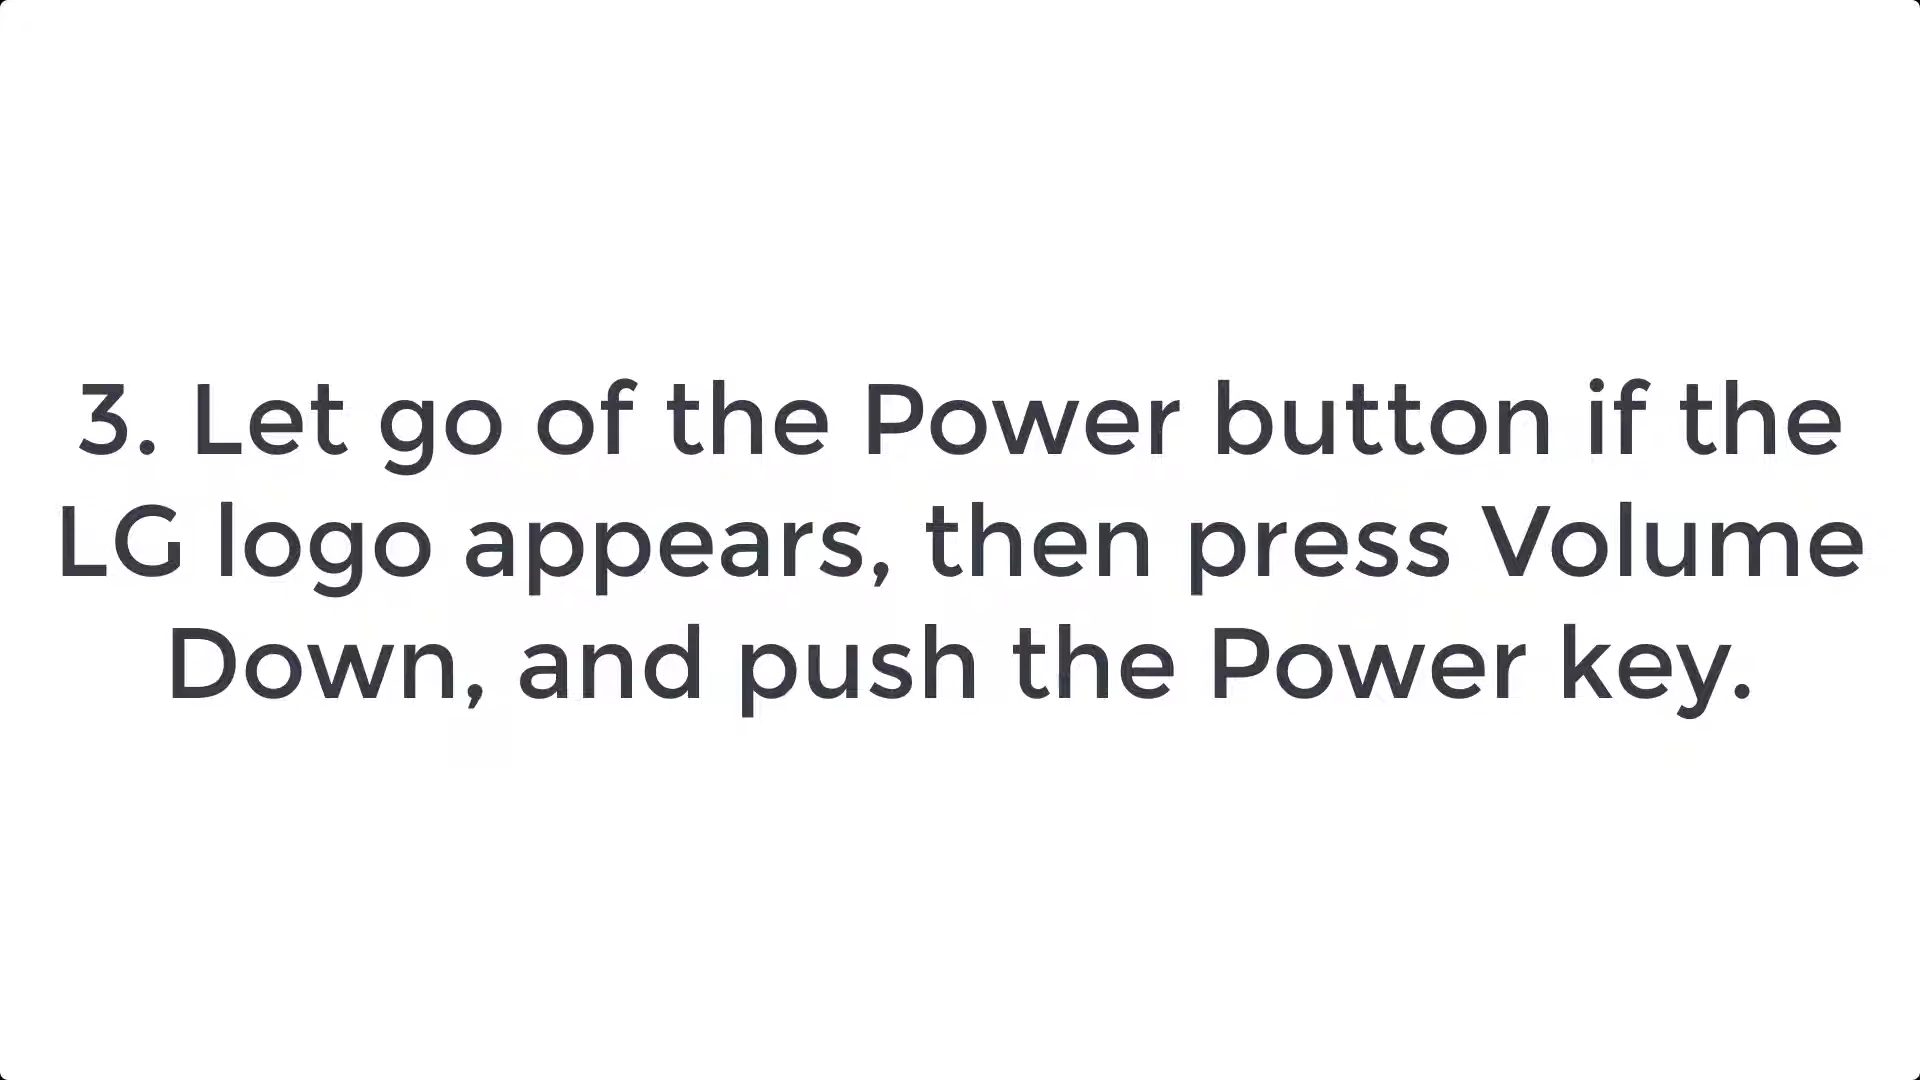 3. Let go of the Power button if the
LG logo appears, then press Volume
Down, and push the Power key.